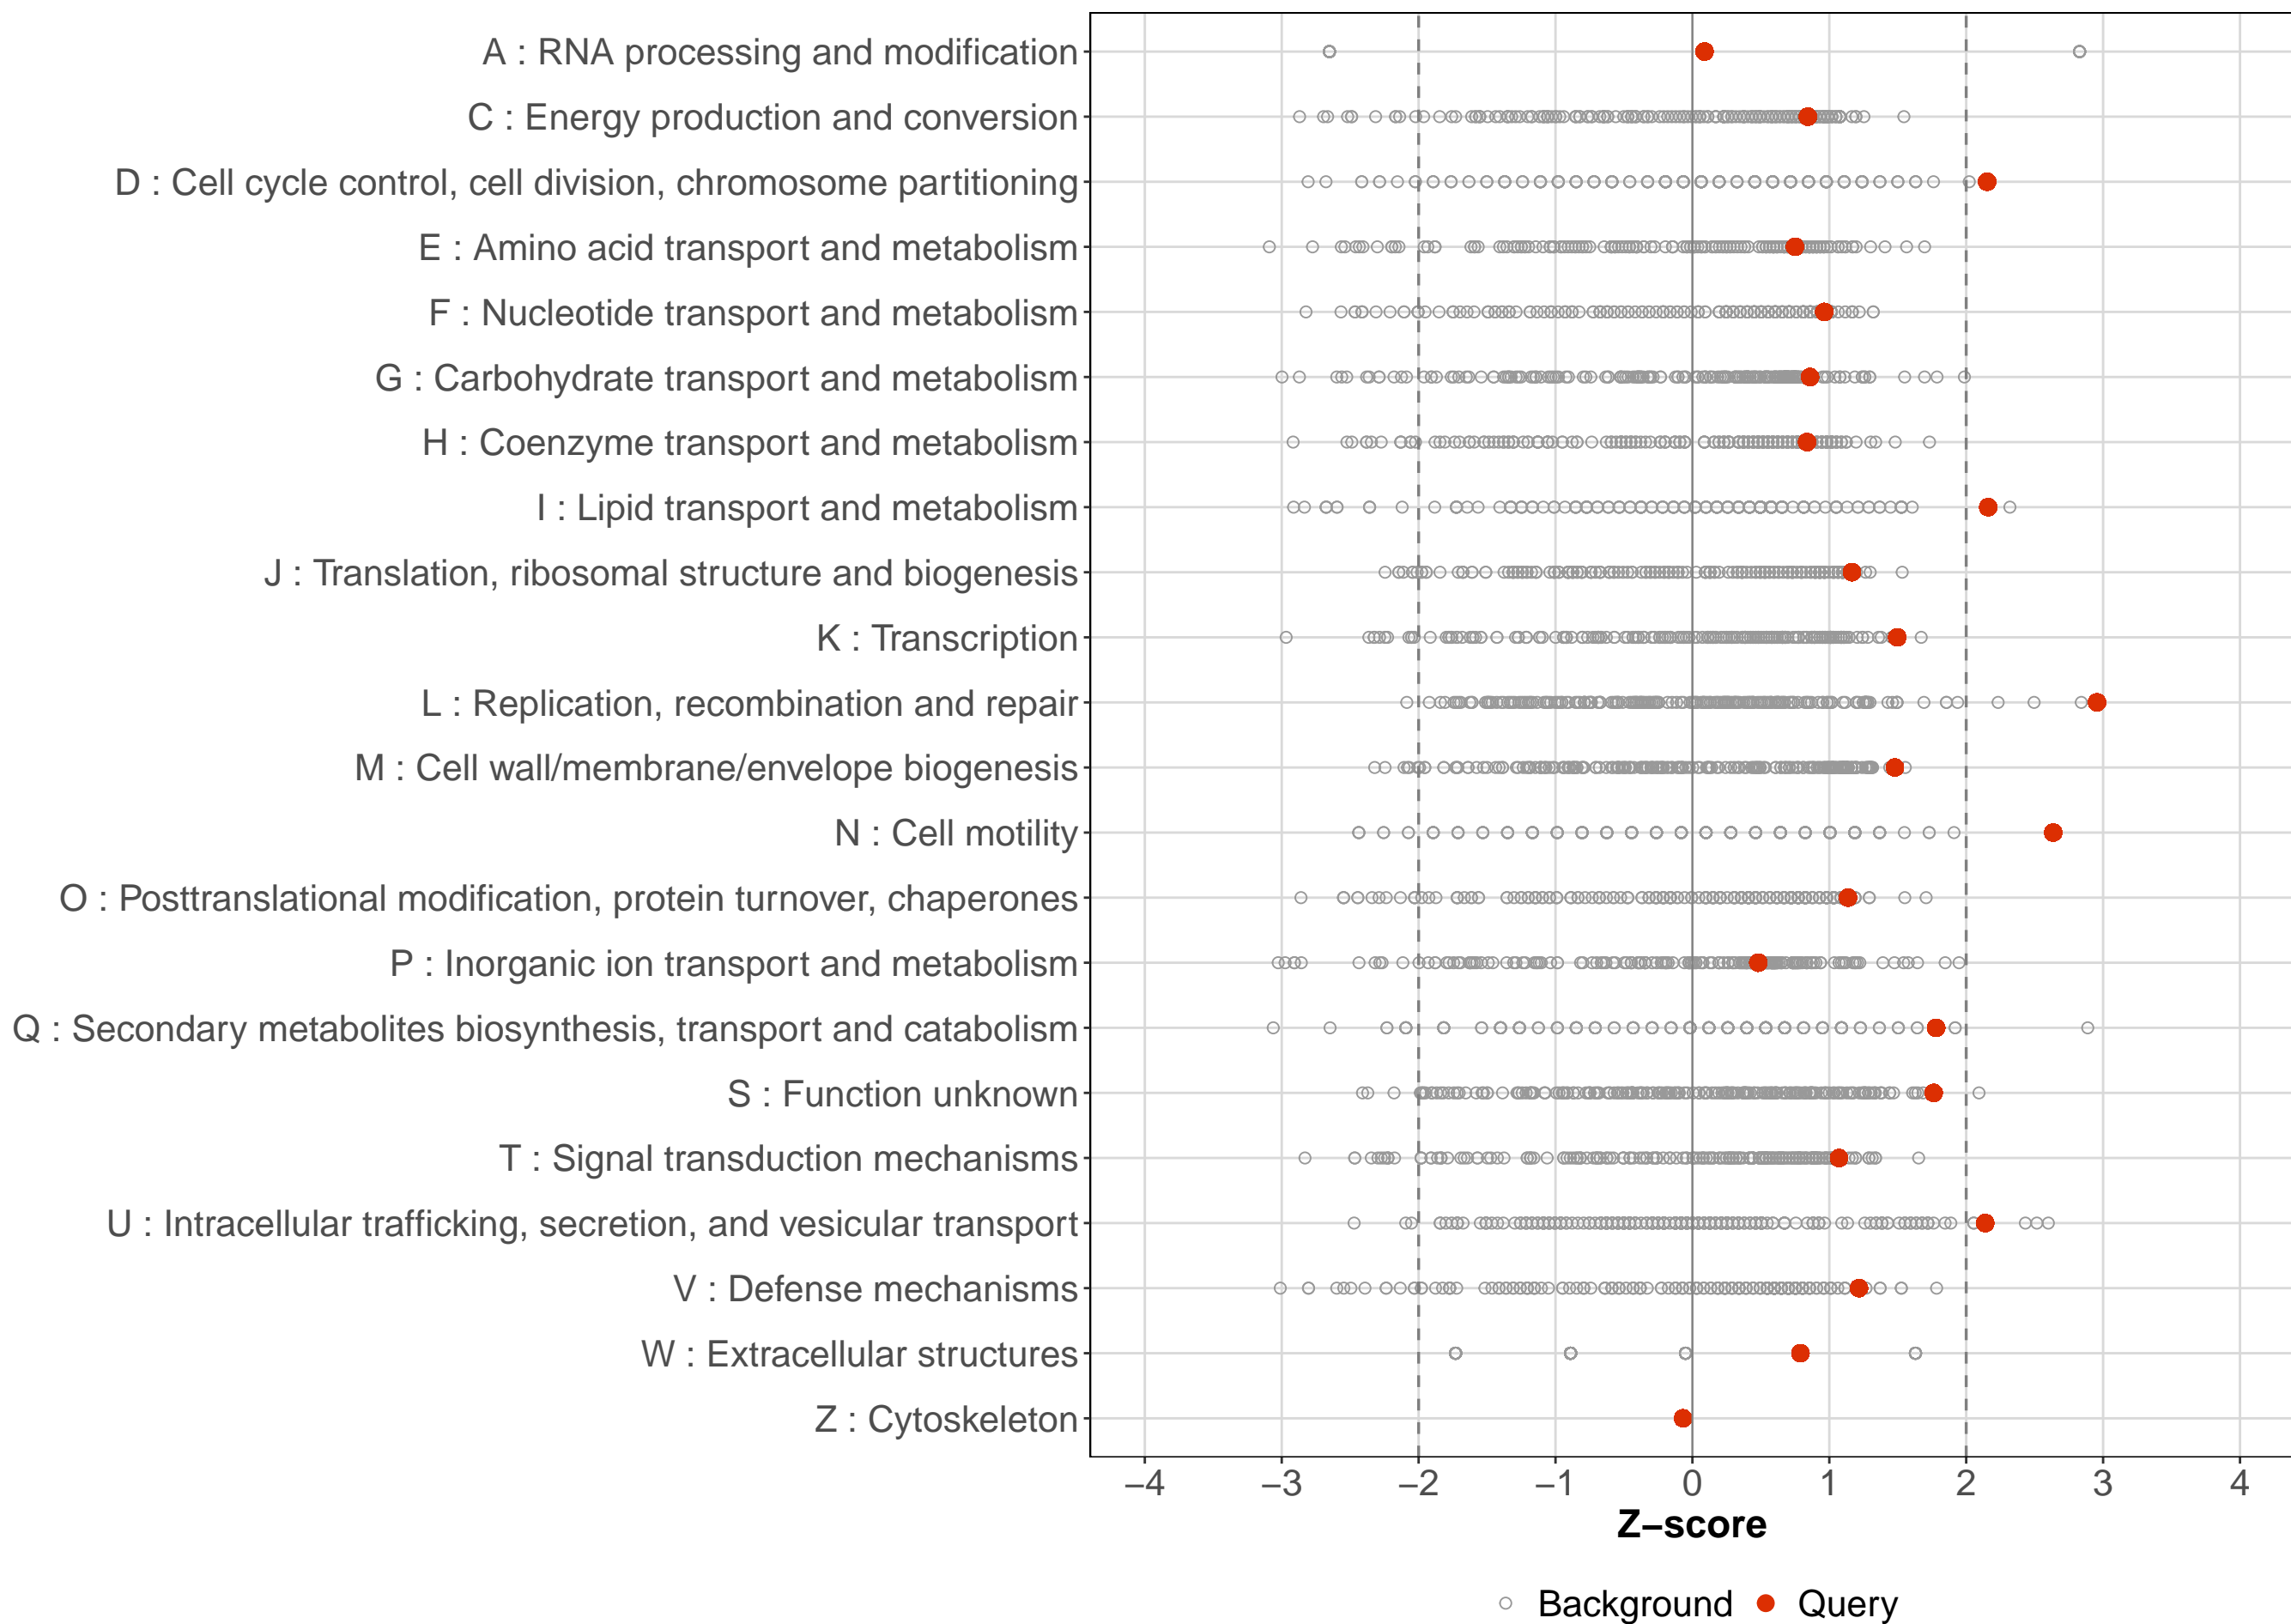 A : RNA processing and modification
C : Energy production and conversion
D : Cell cycle control, cell division, chromosome partitioning
E : Amino acid transport and metabolism
F : Nucleotide transport and metabolism
G : Carbohydrate transport and metabolism
H : Coenzyme transport and metabolism
I : Lipid transport and metabolism
J : Translation, ribosomal structure and biogenesis
K : Transcription
L : Replication, recombination and repair
M : Cell wall/membrane/envelope biogenesis
N : Cell motility
O : Posttranslational modification, protein turnover, chaperones
P : Inorganic ion transport and metabolism
Q : Secondary metabolites biosynthesis, transport and catabolism
S : Function unknown
T : Signal transduction mechanisms
U : Intracellular trafficking, secretion, and vesicular transport
V : Defense mechanisms
W : Extracellular structures
Z : Cytoskeleton
−4 −3 −2 −1 0 1 2 3 4
Z−score
Background Query